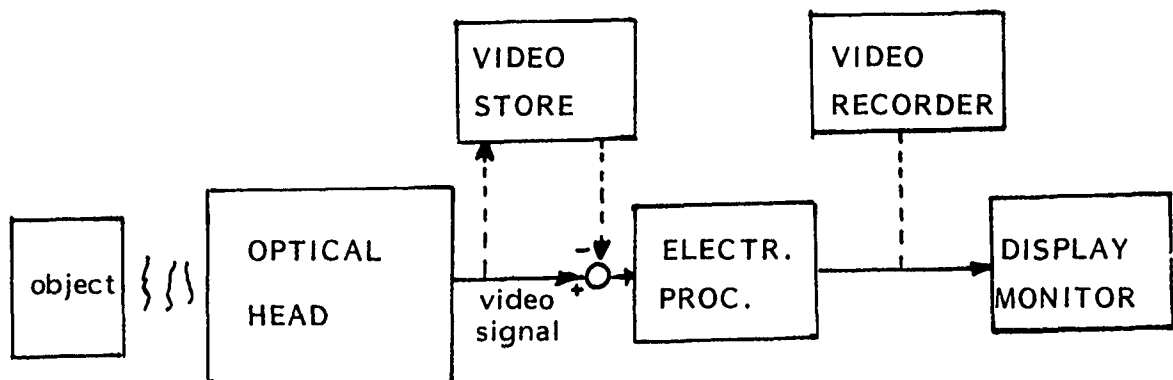 VIDEO
STORE
VIDEO
RECORDER
object
OPTICAL
HEAD
-
+
video
signal
ELECTR.
PROC.
DISPLAY
MONITOR